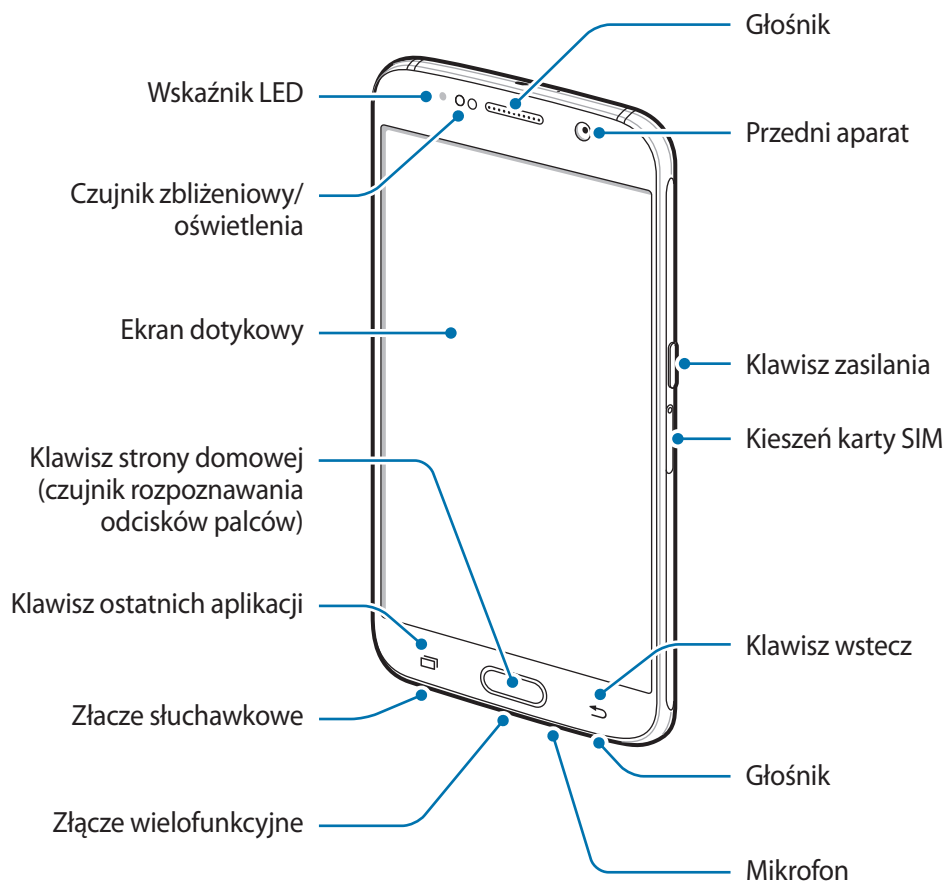 Głośnik
Wskaźnik LED
Przedni aparat
Czujnik zbliżeniowy/
oświetlenia
Ekran dotykowy
Klawisz zasilania
Kieszeń karty SIM
Klawisz strony domowej
(czujnik rozpoznawania
odcisków palców)
Klawisz ostatnich aplikacji
Klawisz wstecz
Złacze słuchawkowe
Głośnik
Złącze wielofunkcyjne
Mikrofon